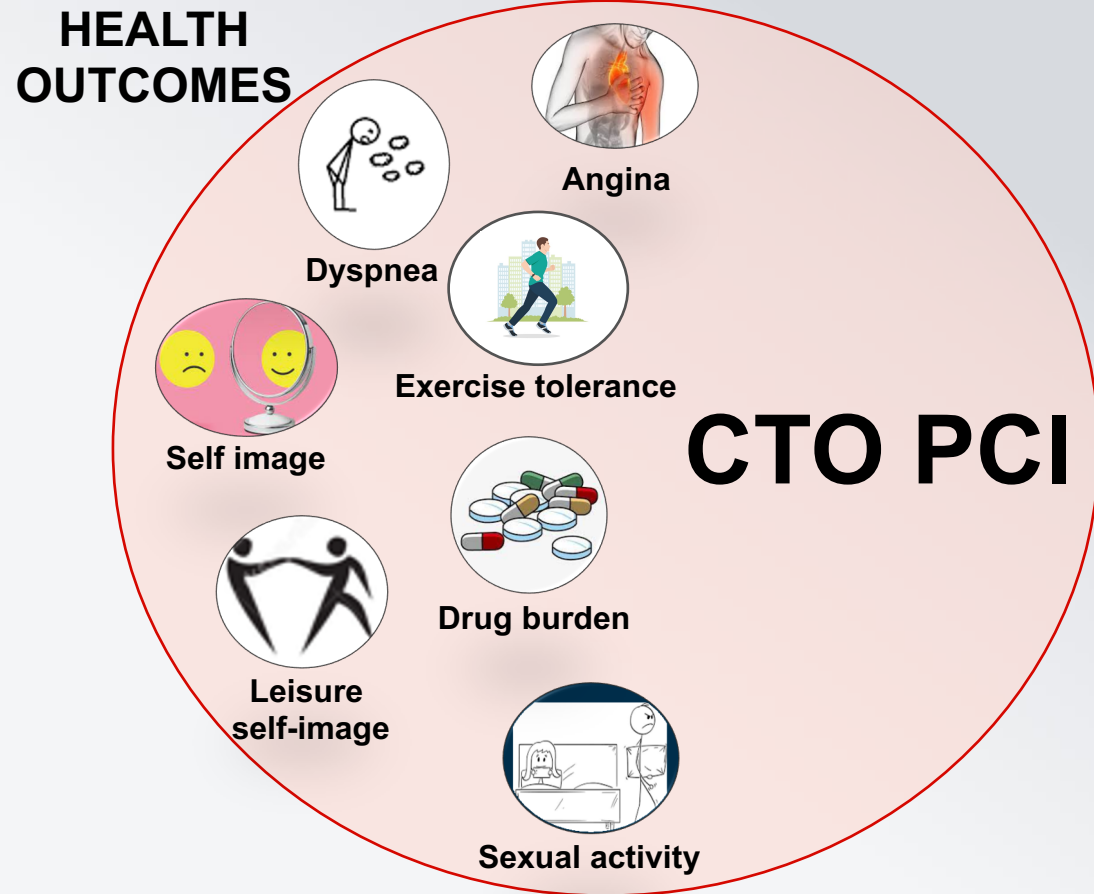 HEALTH
OUTCOMES
Angina
Dyspnea
Exercise tolerance
CTO PCI
Self image
Drug burden
Leisure
self-image
Sexual activity